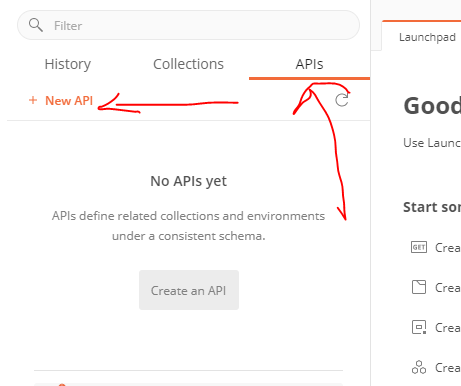 Filter
Launchpad
History Collections APIs
+ New API
Good
Use Launc
No APIs yet
APIs define related collections and environments
under a consistent schema.
Start som
GET Crea
Create an API
Crea
Crea
Crea